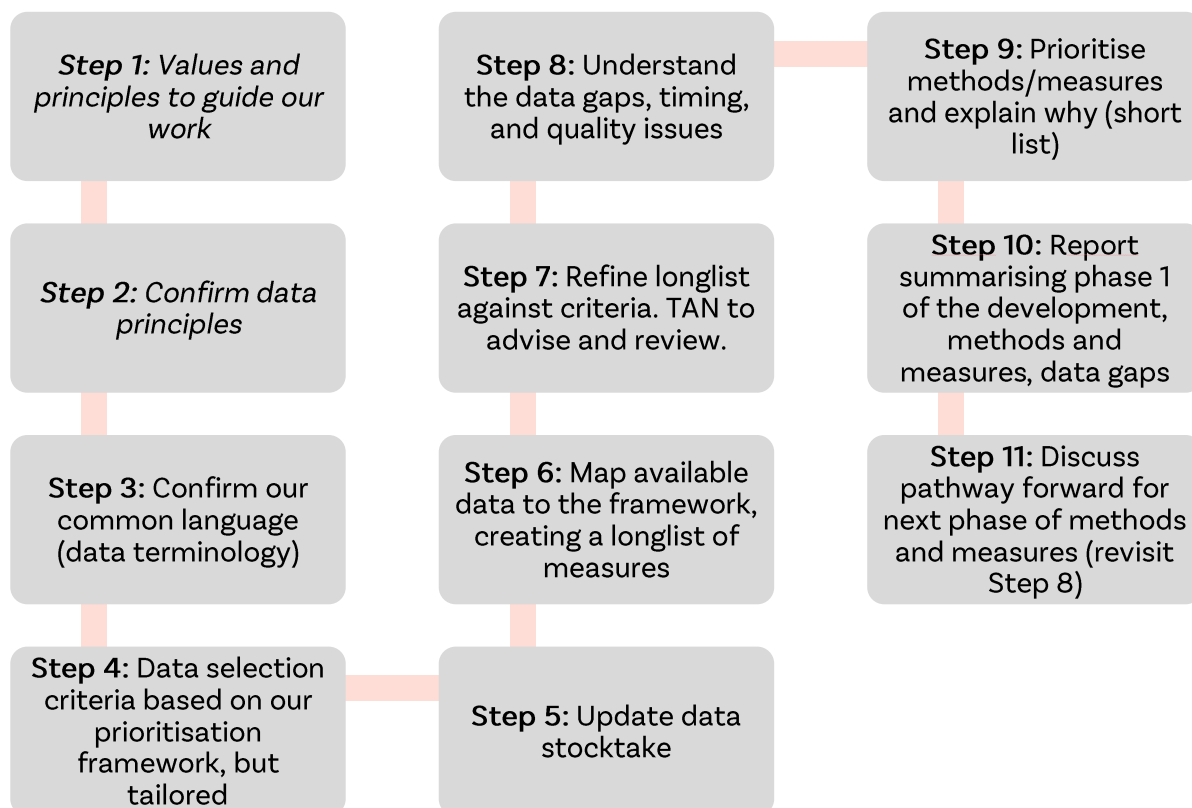 Step 1: Values and
principles to guide our
work
Step 2: Confirm data
principles
Step 3: Confirm our
common language
(data terminology)
Step 4: Data selection
criteria based on our
prioritisation
framework, but
tailored
Step 5: Update data
stocktake
Step 6: Map available
data to the framework,
creating a longlist of
measures
Step 7: Refine longlist
against criteria. TAN to
advise and review.
Step 8: Understand
the data gaps, timing,
and quality issues
Step 9: Prioritise
methods/measures
and explain why (short
list)
Step 10: Report
summarising phase 1
of the development,
methods and
measures, data gaps
Step 11: Discuss
pathway forward for
next phase of methods
and measures (revisit
Step 8)